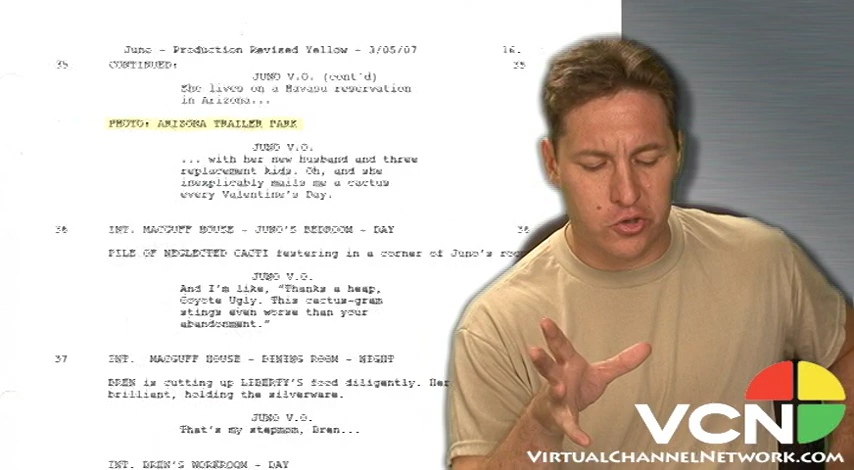 Juno - Production Revised Yellow - 3/05/07 16.
35 CONTINUED: 35
JUNO V.O. (cont'd)
She lives on a Havasu reservation
in Arizona...
PHOTO: ARIZONA TRAILER PARK
JUNO V.O.
... with her new husband and three
replacement kids. Oh, and she
inexplicably mails me a cactus
every Valentine's Day.
36 INT. MACGUFF HOUSE - JUNO'S BEDROOM - DAY 36
PILE OF NEGLECTED CACTI festering in a corner of Juno's
JUNO V.O.
And I'm like, "Thanks a heap,
Coyote Ugly. This cactus-gram
stings even worse than your
abandonment."
37 INT. MACGUFF HOUSE - DINING ROOM - NIGHT
BREN is cutting up LIBERTY'S food diligently. Her
brilliant, holding the silverware.
JUNO V.O.
That's my stepmom, Bren...
INT. BREN'S WORKROOM - DAY
VCN
VIRTUALCHANNELNETWORK.COM